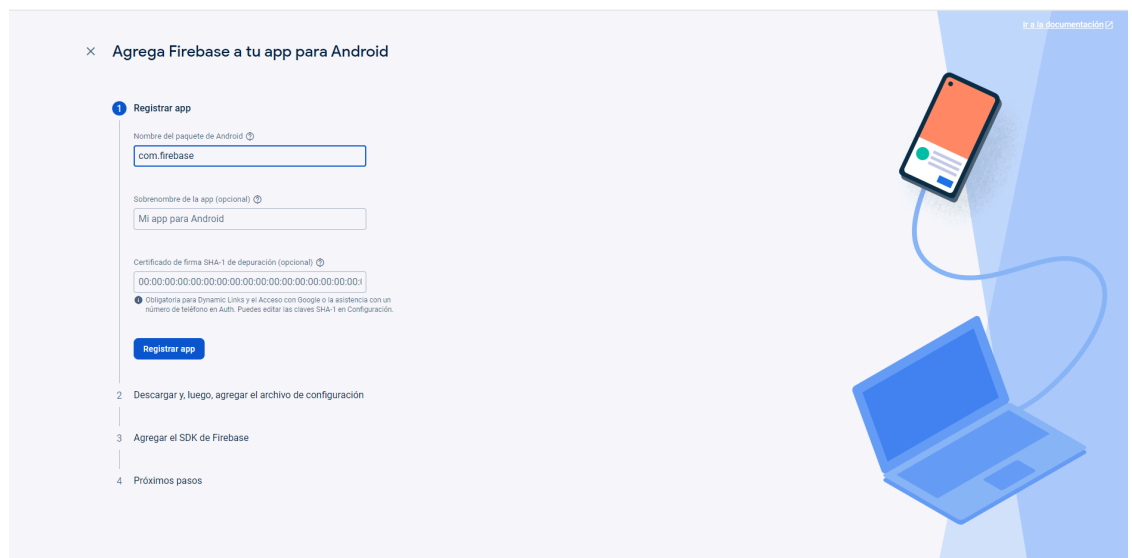 Ir a la documentación
Agrega Firebase a tu app para Android
1 Registrar app
Nombre del paquete de Android
com.firebase
Sobrenombre de la app (opcional)
Mi app para Android
Certificado de firma SHA-1 de depuración (opcional)
00:00:00:00:00:00:00:00:00:00:00:00:00:00:00:00:00:
Obligatoria para Dynamic Links y el Acceso con Google o la asistencia con un
número de teléfono en Auth. Puedes editar las claves SHA-1 en Configuración.
Registrar app
2 Descargar y, luego, agregar el archivo de configuración
3 Agregar el SDK de Firebase
4 Próximos pasos